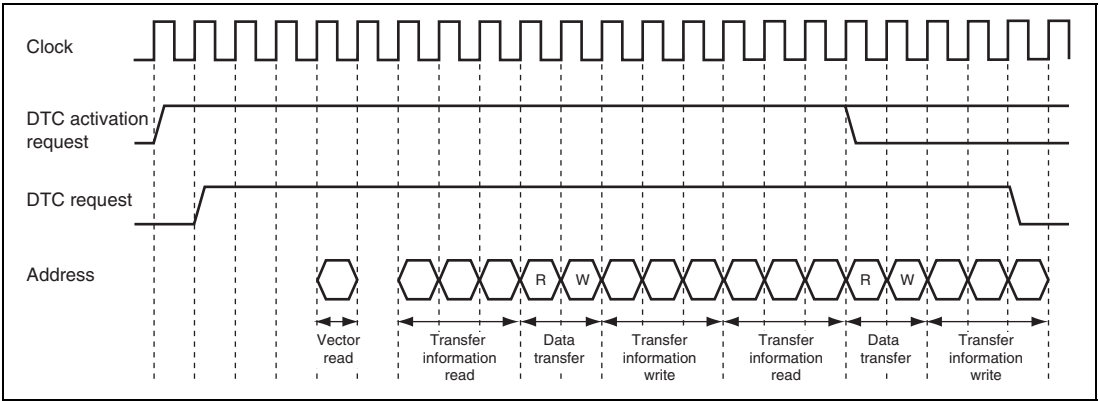 Clock
DTC activation
request
DTC request
Address
R
W
R
W
Vector
read
Transfer
information
read
Data
transfer
Transfer
information
write
Transfer
information
read
Data
transfer
Transfer
information
write